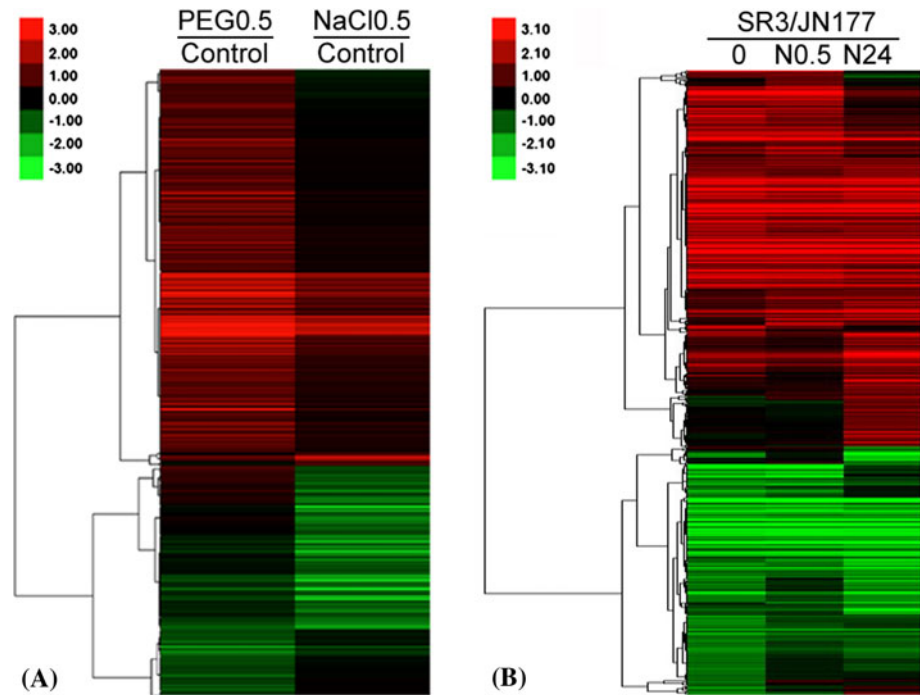 PEG0.5 NaCl0.5
Control Control
3.00
2.00
1.00
0.00
-1.00
-2.00
-3.00
(A)
SR3/JN177
0 N0.5 N24
3.10
2.10
1.00
0.00
-1.00
-2.10
-3.10
(B)